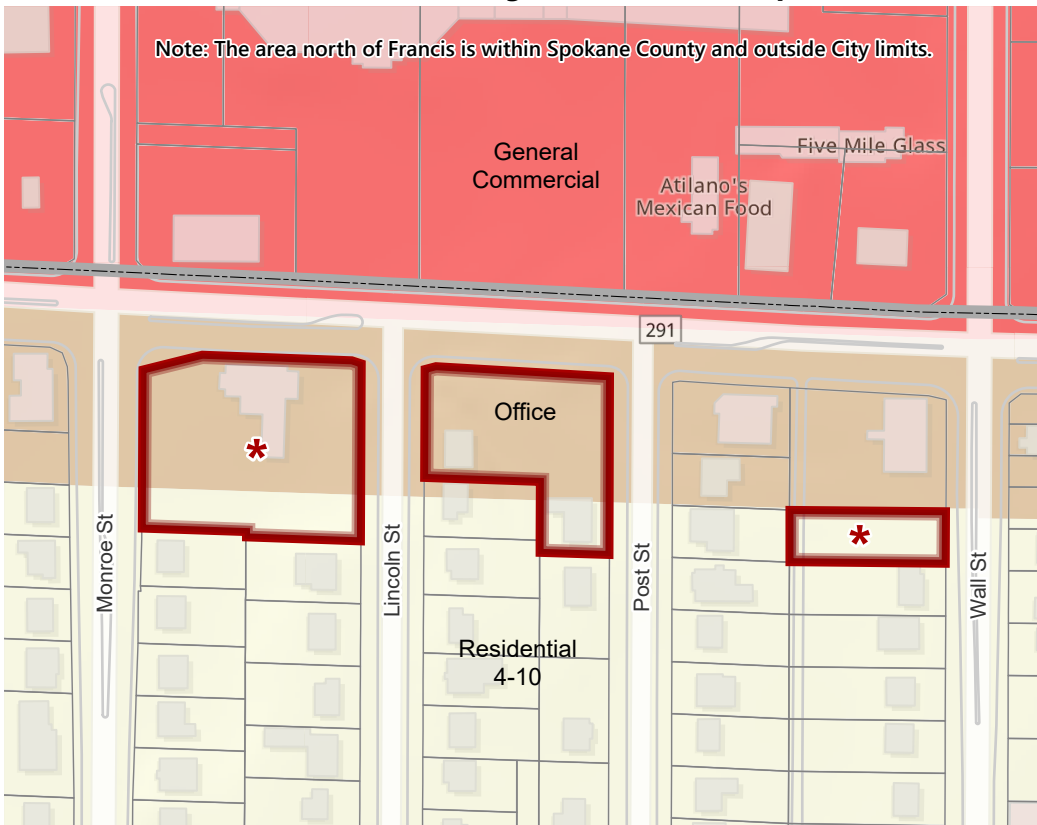 Note: The area north of Francis is within Spokane County and outside City limits.
General
Commercial
Five Mile Glass
Atilano's
Mexican Food
291
Office
*
*
Monroe St
Lincoln St
Post St
Wall St
Residential
4-10